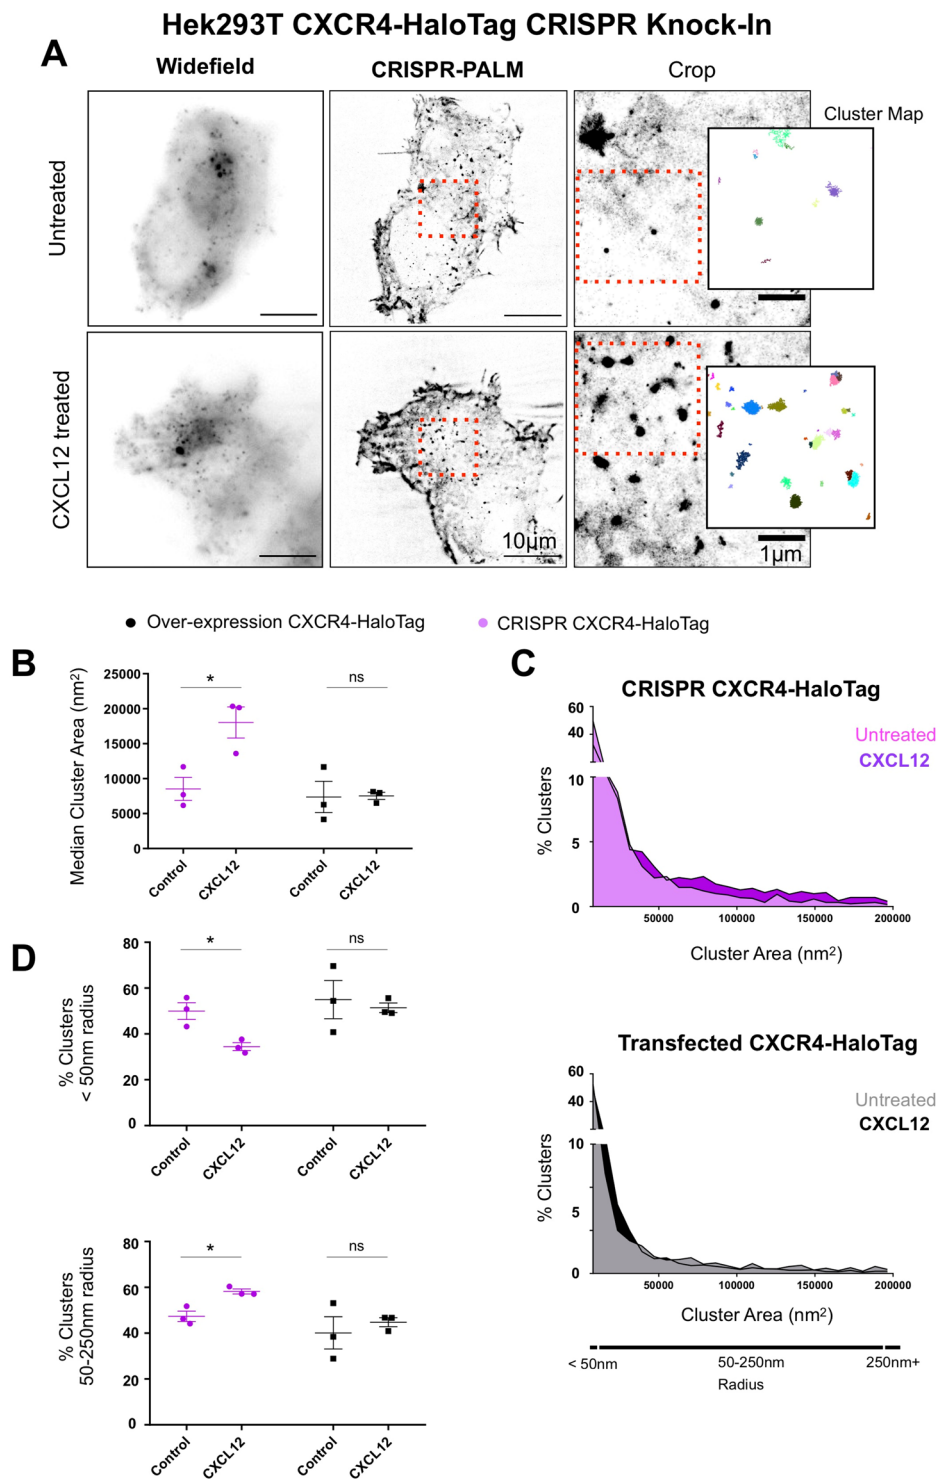 Hek293T CXCR4-HaloTag CRISPR Knock-In
A
Widefield
CRISPR-PALM
Crop
Cluster Map
Untreated
CXCL12 treated
10µm
1µm
Over-expression CXCR4-HaloTag
CRISPR CXCR4-HaloTag
B
Median Cluster Area (nm2)
25000
20000
15000
10000
5000
0
*
ns
Control
CXCL12
Control
CXCL12
C
CRISPR CXCR4-HaloTag
% Clusters
60
40
10
5
0
Untreated
CXCL12
50000
100000
150000
200000
Cluster Area (nm2)
D
% Clusters
< 50nm radius
80
60
40
20
0
*
ns
Control
CXCL12
Control
CXCL12
Transfected CXCR4-HaloTag
% Clusters
60
40
10
5
0
Untreated
CXCL12
50000
100000
150000
200000
Cluster Area (nm2)
< 50nm
50-250nm
250nm+
Radius
% Clusters
50-250nm radius
80
60
40
20
0
*
ns
Control
CXCL12
Control
CXCL12